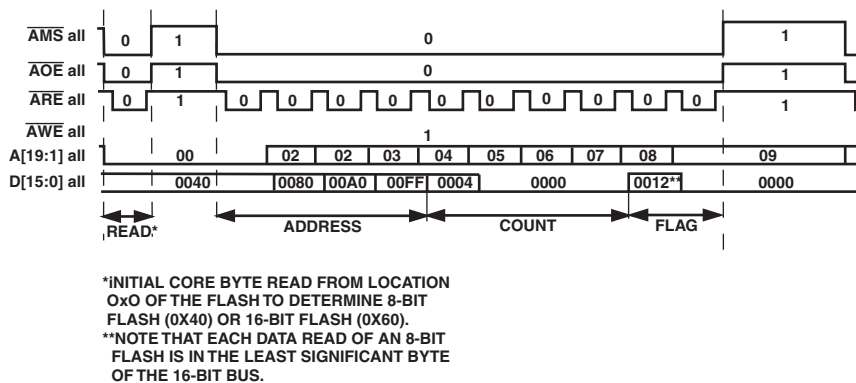 AMS all 0 1 0 1
AOE all 0 1 0 1
ARE all 0 1 0 0 0 0 0 0 0 0 0 0 1
AWE all 1
A[19:1] all 00 02 02 03 04 05 06 07 08 09
D[15:0] all 0040 0080 00A0 00FF 0004 0000 0012** 0000
READ* ADDRESS COUNT FLAG
*iNITIAL CORE BYTE READ FROM LOCATION
OxO OF THE FLASH TO DETERMINE 8-BIT
FLASH (0X40) OR 16-BIT FLASH (0X60).
**NOTE THAT EACH DATA READ OF AN 8-BIT
FLASH IS IN THE LEAST SIGNIFICANT BYTE
OF THE 16-BIT BUS.